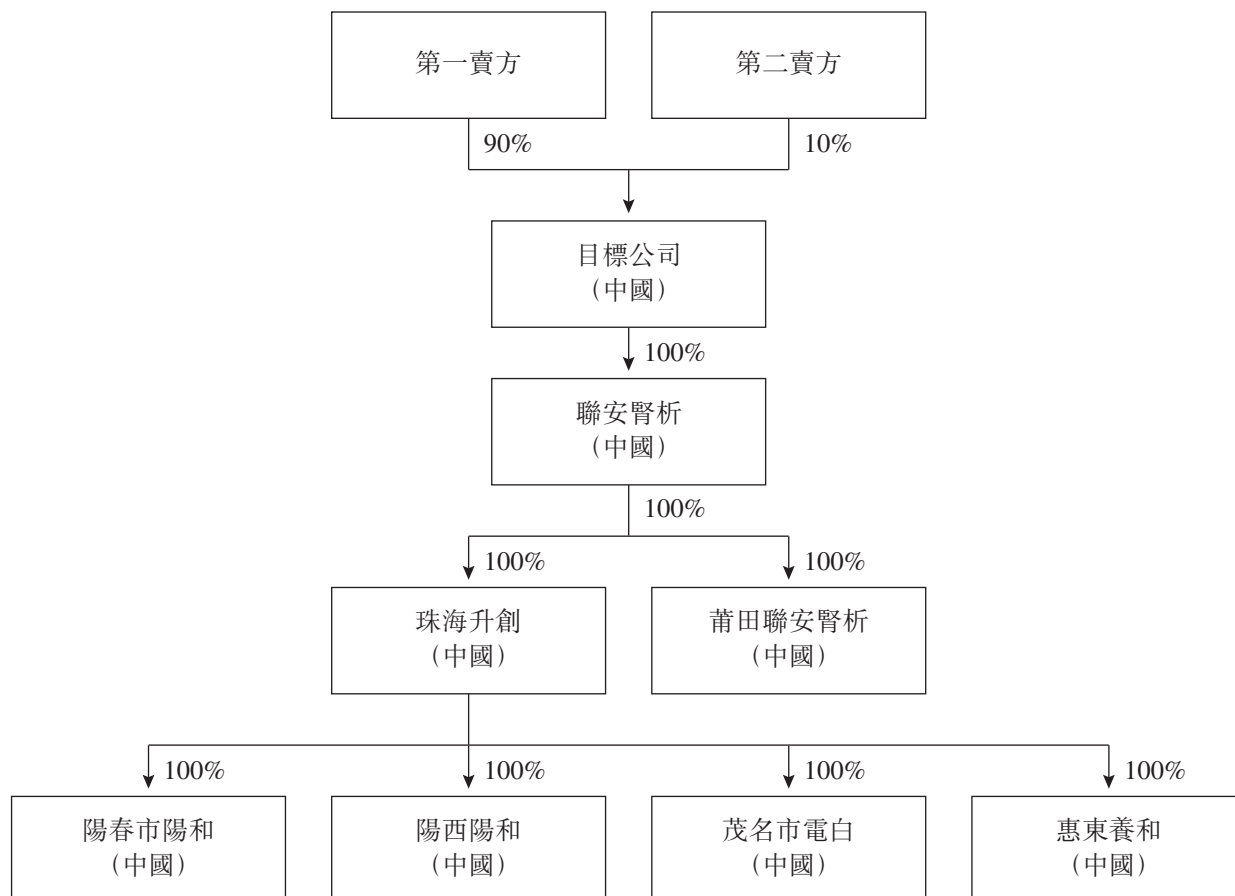 第一賣方
第二賣方
90%
10%
目標公司
（中國）
100%
聯安腎析
（中國）
100%
100%
100%
珠海升創
（中國）
莆田聯安腎析
（中國）
100%
100%
100%
100%
陽春市陽和
（中國）
陽西陽和
（中國）
茂名市電白
（中國）
惠東養和
（中國）